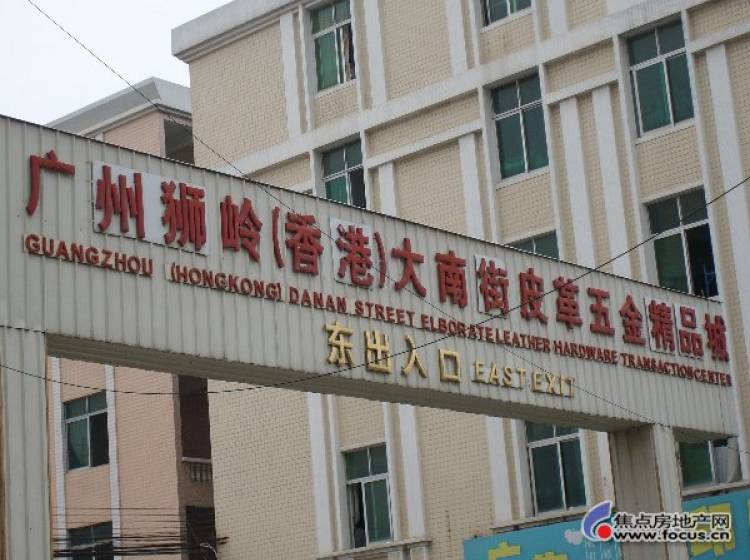 广州狮岭(香港)大南街皮革五金精品城
GUANGZHOU (HONGKONG) DANAN STREET ELBORATE LEATHER HARDWARE TRANSACTION CENTER
东出入口 EAST EXIT
焦点房地产网
www.focus.cn